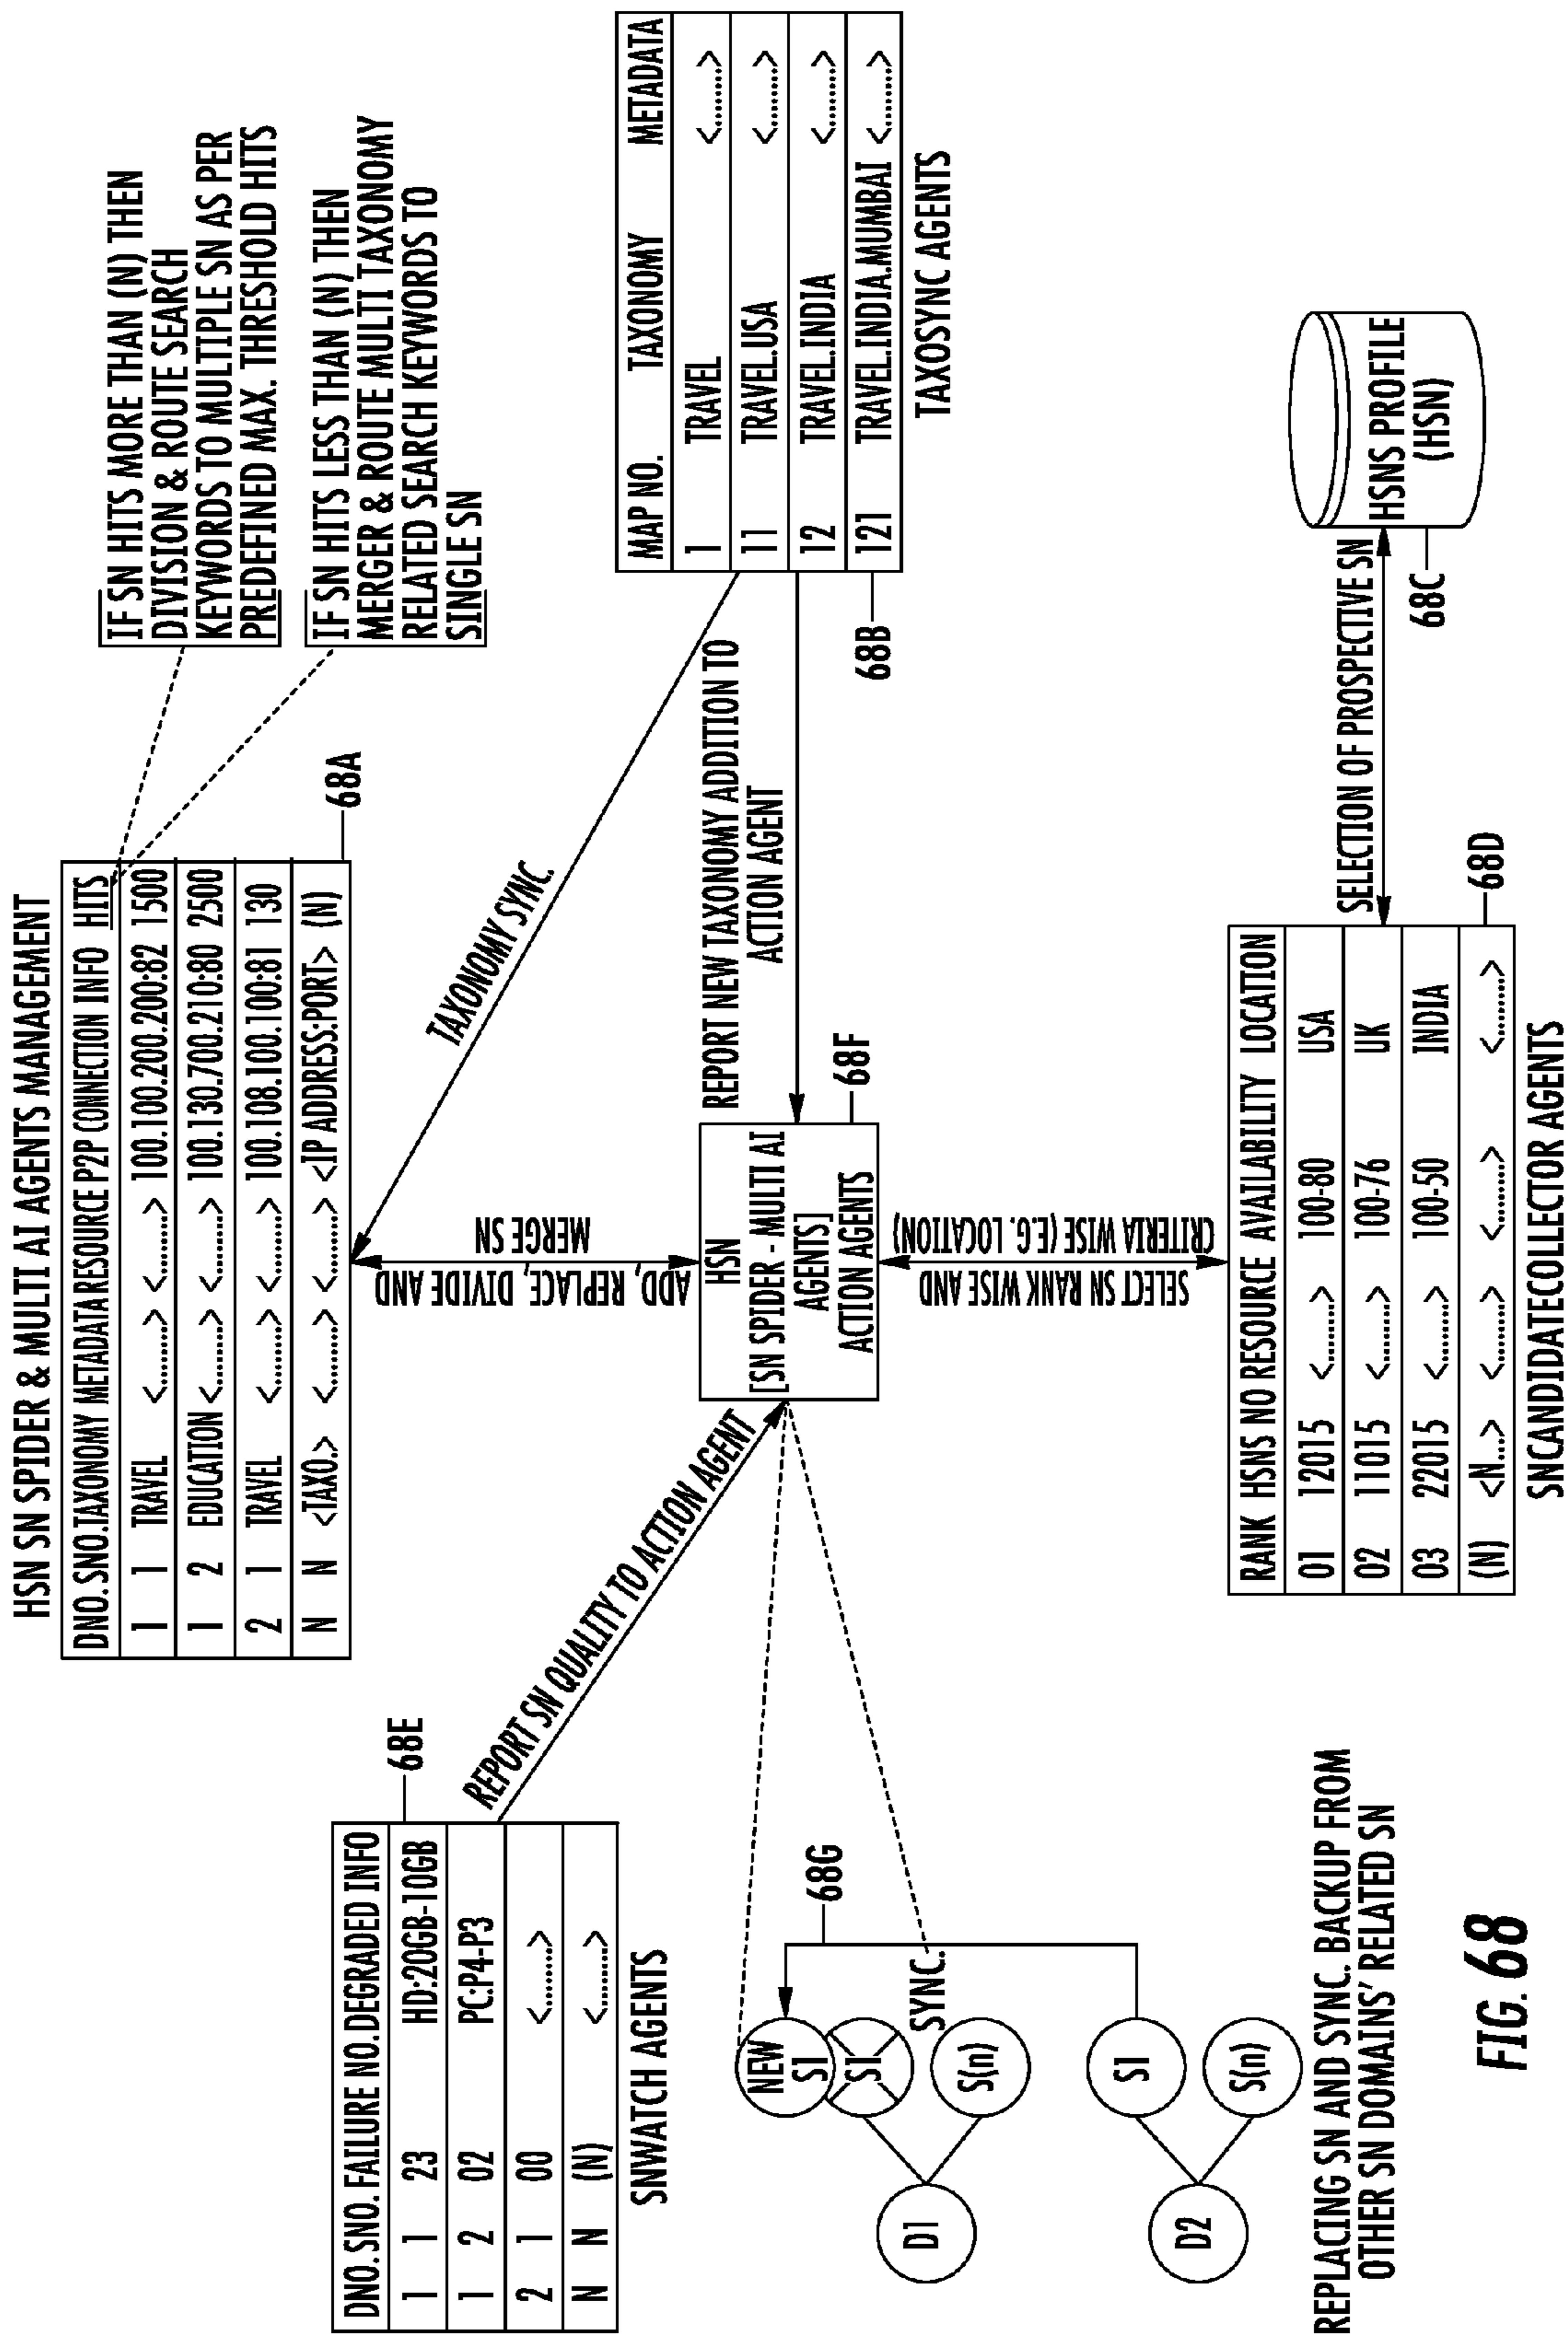 HSN SN SPIDER & MULTI AI AGENTS MANAGEMENT
DNO. SNO. TAXONOMY METADATA RESOURCE P2P CONNECTION INFO HITS
1 1 TRAVEL <........> <........> 100.100.200.200:82 1500
1 2 EDUCATION <........> <........> 100.130.700.210:80 2500
2 1 TRAVEL <........> <........> 100.108.100.100:81 130
N N <TAXO.> <........> <........> <IP ADDRESS:PORT> (N)
68A
IF SN HITS MORE THAN (N) THEN
DIVISION & ROUTE SEARCH
KEYWORDS TO MULTIPLE SN AS PER
PREDEFINED MAX. THRESHOLD HITS
IF SN HITS LESS THAN (N) THEN
MERGER & ROUTE MULTI TAXONOMY
RELATED SEARCH KEYWORDS TO
SINGLE SN
DNO. SNO. FAILURE NO. DEGRADED INFO
1 1 23 HD:20GB-10GB
1 2 02 PC:P4-P3
2 1 00 <........>
N N (N) <........>
SNWATCH AGENTS
68E
REPORT SN QUALITY TO ACTION AGENT
ADD, REPLACE, DIVIDE AND
MERGE SN
TAXONOMY SYNC.
REPORT NEW TAXONOMY ADDITION TO
ACTION AGENT
MAP NO. TAXONOMY METADATA
1 TRAVEL <........>
11 TRAVEL.USA <........>
12 TRAVEL.INDIA <........>
121 TRAVEL.INDIA.MUMBAI <........>
TAXOSYNC AGENTS
68B
HSN
[SN SPIDER - MULTI AI
AGENTS]
ACTION AGENTS
68F
SELECT SN RANK WISE AND
CRITERIA WISE (E.G. LOCATION)
NEW
S1
S1
SYNC.
S(n)
D1
68G
S1
S(n)
D2
REPLACING SN AND SYNC. BACKUP FROM
OTHER SN DOMAINS' RELATED SN
RANK HSNS NO RESOURCE AVAILABILITY LOCATION
01 12015 <........> 100-80 USA
02 11015 <........> 100-76 UK
03 22015 <........> 100-50 INDIA
(N) <N...> <........> <........> <........>
SNCANDIDATECOLLECTOR AGENTS
68D
SELECTION OF PROSPECTIVE SN
HSNS PROFILE
(HSN)
68C
FIG. 68